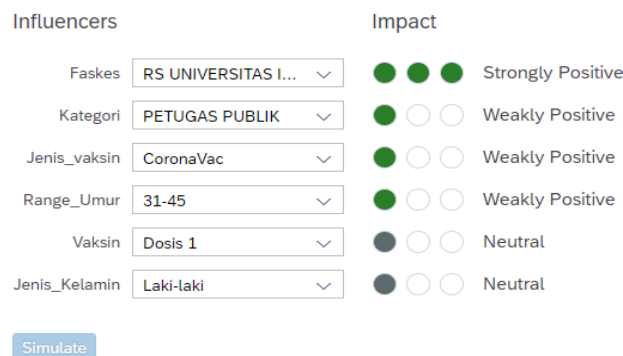 Influencers Impact
Faskes RS UNIVERSITAS I... Strongly Positive
Kategori PETUGAS PUBLIK Weakly Positive
Jenis_vaksin CoronaVac Weakly Positive
Range_Umur 31-45 Weakly Positive
Vaksin Dosis 1 Neutral
Jenis_Kelamin Laki-laki Neutral
Simulate